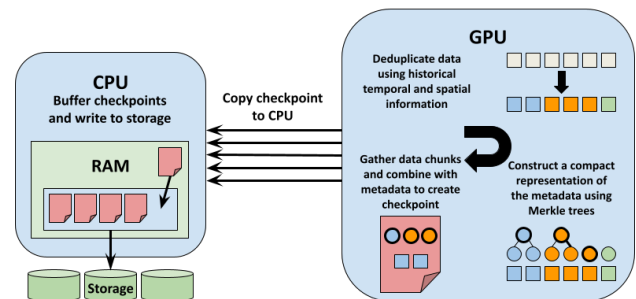 CPU
Buffer checkpoints
and write to storage
RAM
Storage
Copy checkpoint
to CPU
GPU
Deduplicate data
using historical
temporal and spatial
information
Gather data chunks
and combine with
metadata to create
checkpoint
Construct a compact
representation of
the metadata using
Merkle trees